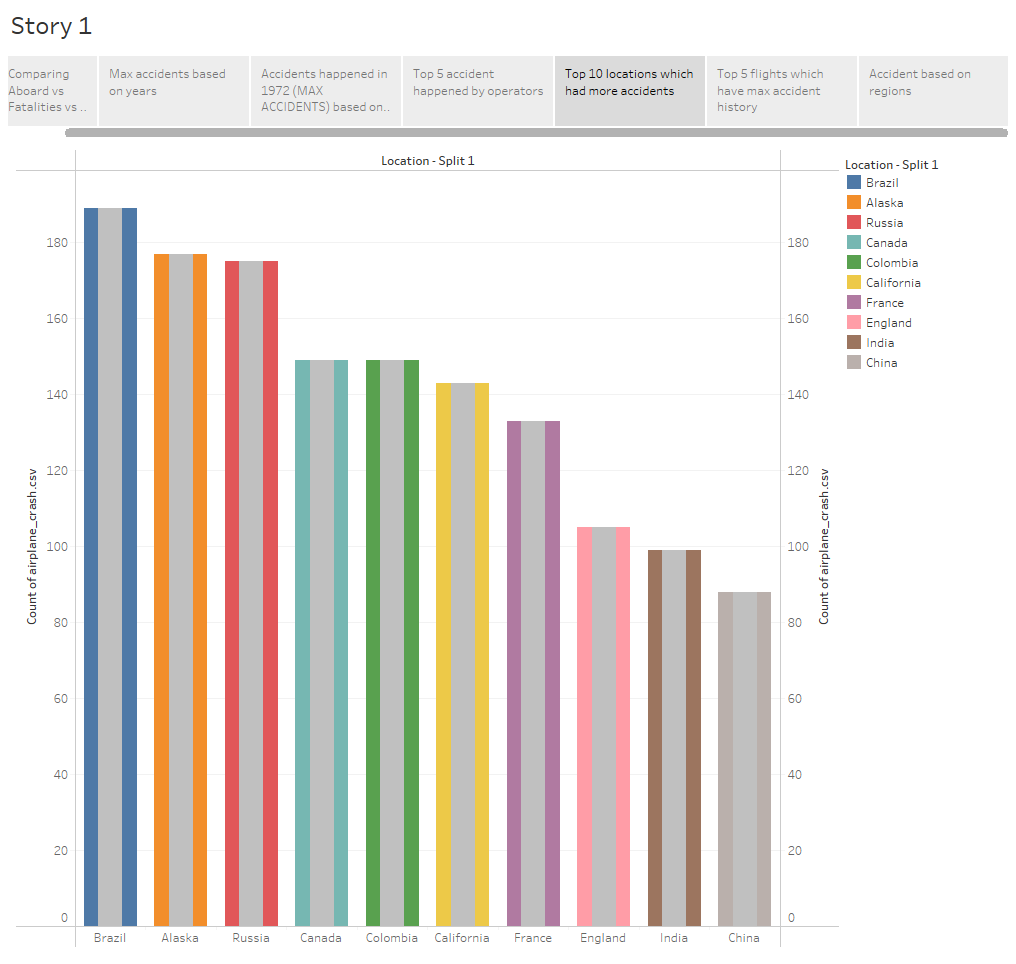 Story 1
Comparing
Aboard vs
Fatalities vs ..
Max accidents based
on years
Accidents happened in
1972 (MAX
ACCIDENTS) based on..
Top 5 accident
happened by operators
Top 10 locations which
had more accidents
Top 5 flights which
have max accident
history
Accident based on
regions
Location - Split 1
180
160
140
120
100
80
60
40
20
0
Count of airplane_crash.csv
Brazil
Alaska
Russia
Canada
Colombia
California
France
England
India
China
180
160
140
120
100
80
60
40
20
0
Count of airplane_crash.csv
Location - Split 1
Brazil
Alaska
Russia
Canada
Colombia
California
France
England
India
China